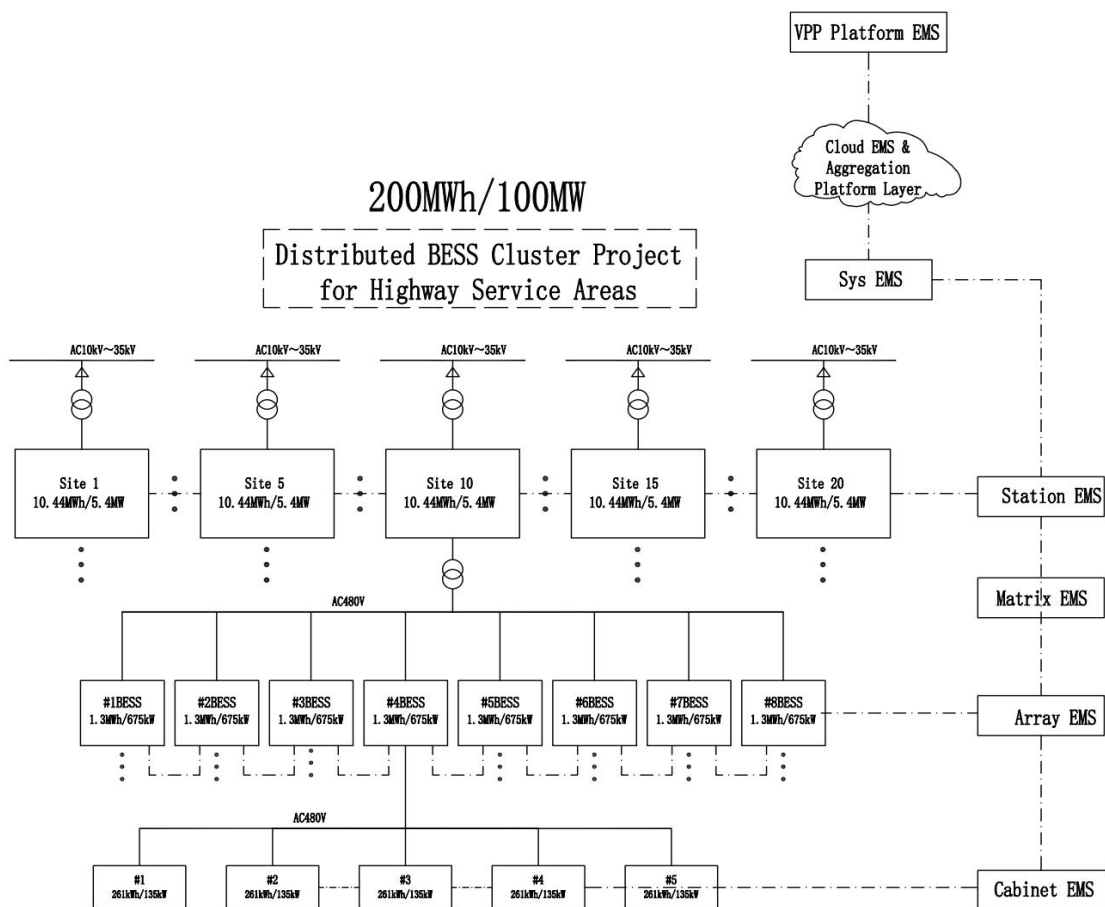 VPP Platform EMS
Cloud EMS &
Aggregation
Platform Layer
200MWh/100MW
Distributed BESS Cluster Project
for Highway Service Areas
Sys EMS
AC10kV～35kV
AC10kV～35kV
AC10kV～35kV
AC10kV～35kV
AC10kV～35kV
Site 1
10.44MWh/5.4MW
Site 5
10.44MWh/5.4MW
Site 10
10.44MWh/5.4MW
Site 15
10.44MWh/5.4MW
Site 20
10.44MWh/5.4MW
Station EMS
Matrix EMS
AC480V
#1BESS
1.3MWh/675kW
#2BESS
1.3MWh/675kW
#3BESS
1.3MWh/675kW
#4BESS
1.3MWh/675kW
#5BESS
1.3MWh/675kW
#6BESS
1.3MWh/675kW
#7BESS
1.3MWh/675kW
#8BESS
1.3MWh/675kW
Array EMS
AC480V
#1
261kWh/135kW
#2
261kWh/135kW
#3
261kWh/135kW
#4
261kWh/135kW
#5
261kWh/135kW
Cabinet EMS